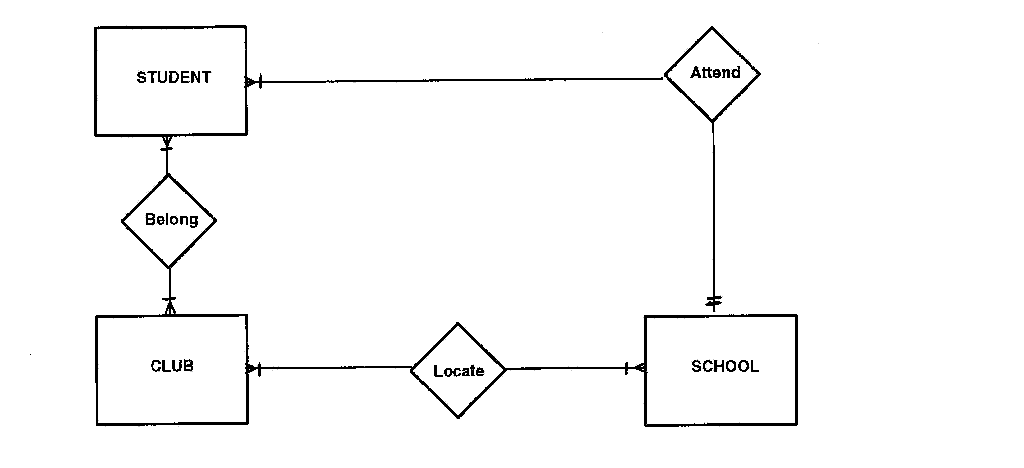 STUDENT
Attend
Belong
CLUB
Locate
SCHOOL